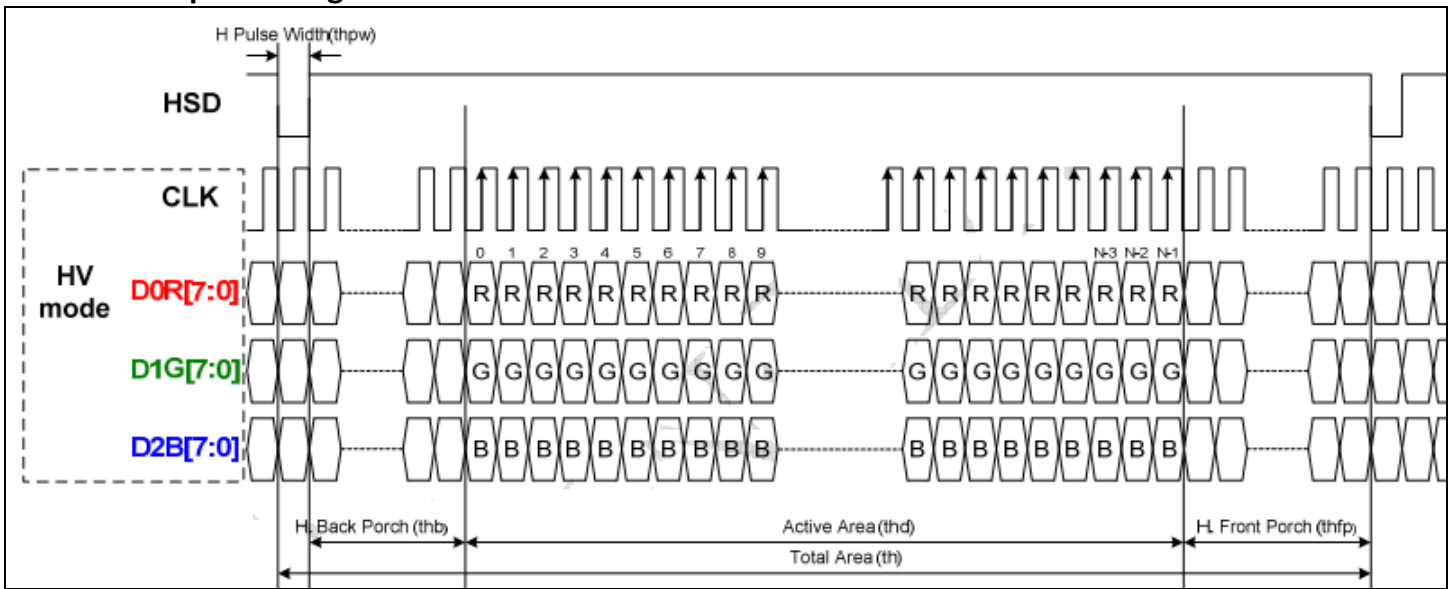 H Pulse Width(thpw)
HSD
CLK
HV
mode
0 1 2 3 4 5 6 7 8 9 N-3 N-2 N-1
D0R[7:0] R R R R R R R R R R R R R R R R R R R
D1G[7:0] G G G G G G G G G G G G G G G G G G G
D2B[7:0] B B B B B B B B B B B B B B B B B B B
H. Back Porch (thb) Active Area (thd) H. Front Porch (thfp)
Total Area (th)